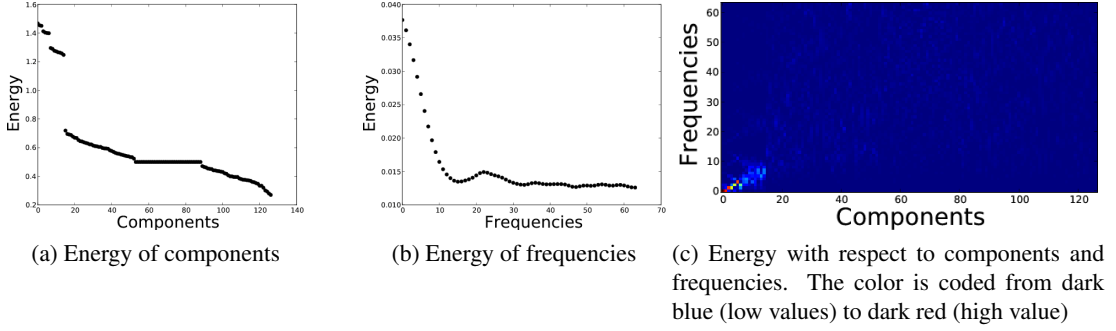 1.6
1.4
1.2
1.0
0.8
0.6
0.4
0.2
0 20 40 60 80 100 120 140
Energy
Components
(a) Energy of components
0.040
0.035
0.030
0.025
0.020
0.015
0.010
0 10 20 30 40 50 60 70
Energy
Frequencies
(b) Energy of frequencies
60
50
40
30
20
10
0
0 20 40 60 80 100 120
Frequencies
Components
(c) Energy with respect to components and
frequencies. The color is coded from dark
blue (low values) to dark red (high value)